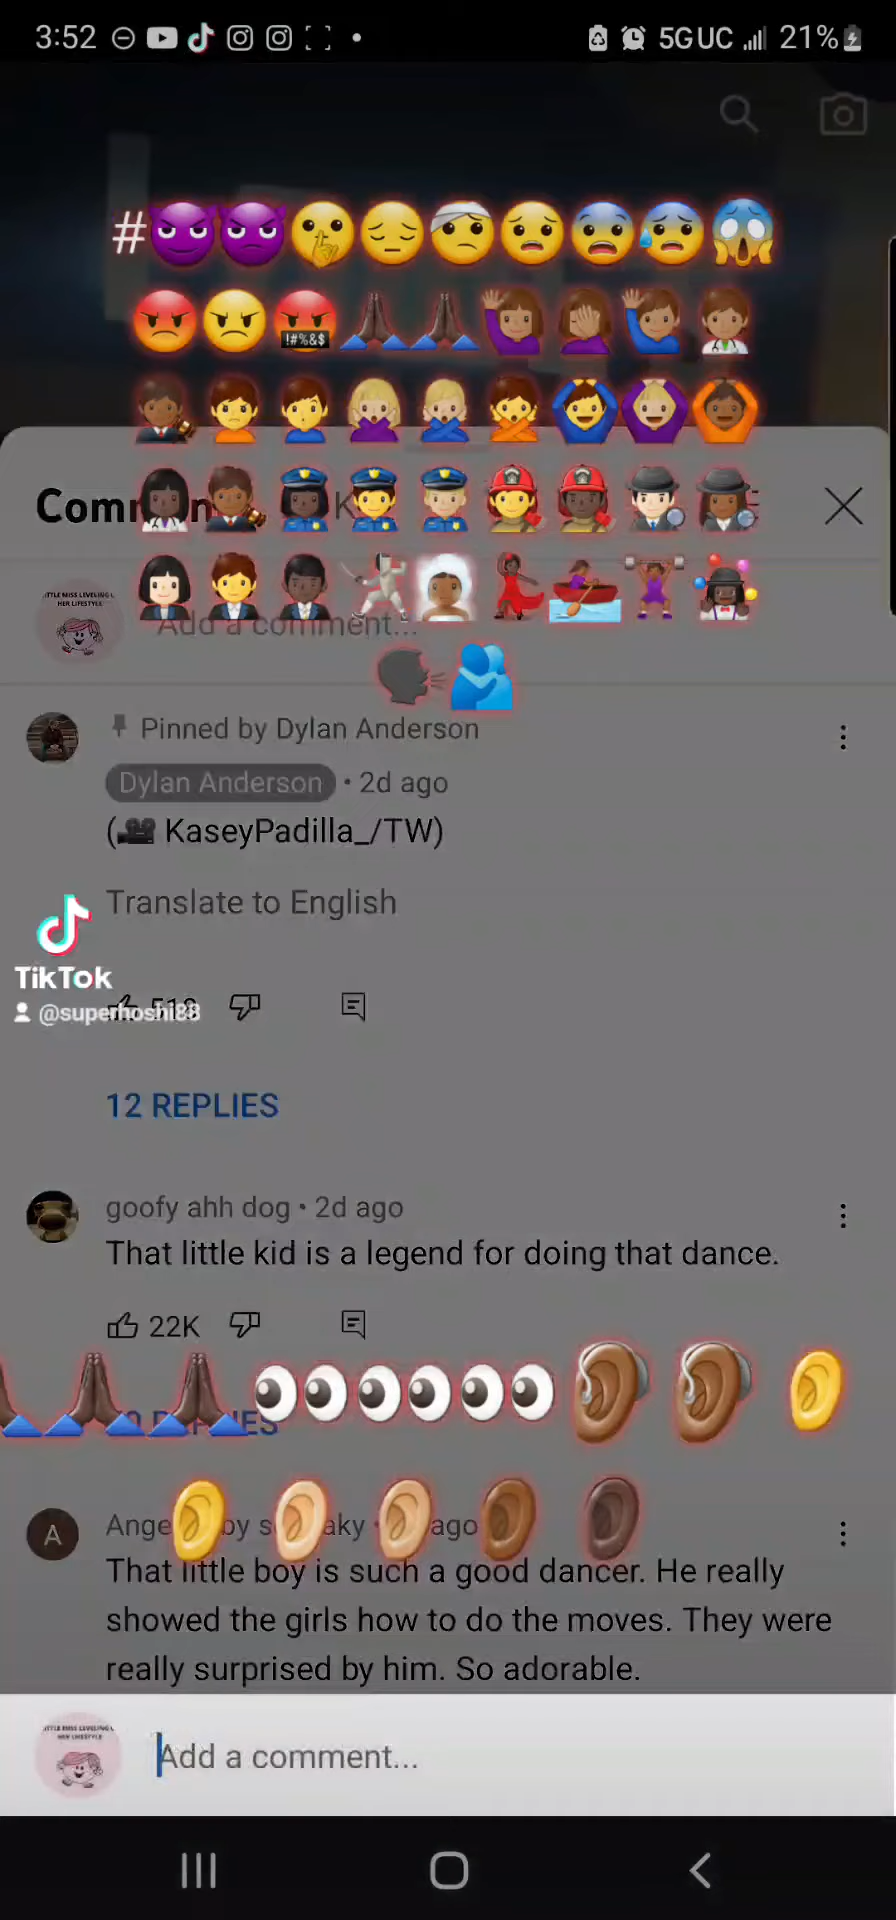 3:52 5GUC 21%
#
!#%&$
Add a comment...
Pinned by Dylan Anderson
Dylan Anderson • 2d ago
(🎥 KaseyPadilla_/TW)
Translate to English
TikTok
@superhoshi88
12 REPLIES
goofy ahh dog • 2d ago
That little kid is a legend for doing that dance.
22K
A
ago
That little boy is such a good dancer. He really
showed the girls how to do the moves. They were
really surprised by him. So adorable.
Add a comment...